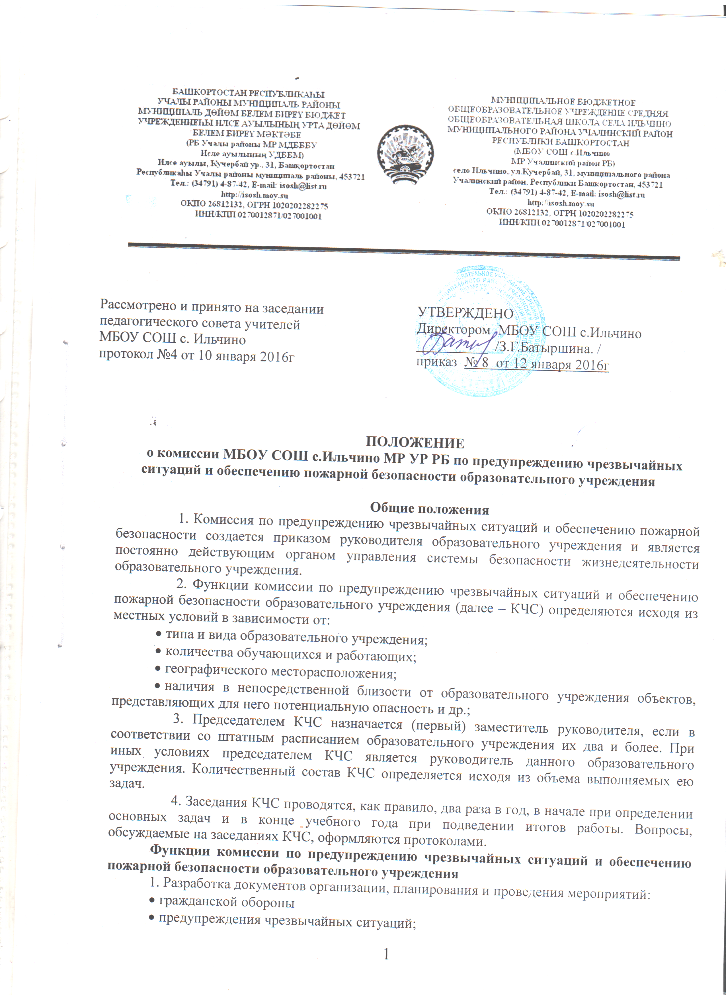 БАШКОРТОСТАН РЕСПУБЛИКАҺЫ
УЧАЛЫ РАЙОНЫ МУНИЦИПАЛЬ РАЙОНЫ
МУНИЦИПАЛЬ ДӨЙӨМ БЕЛЕМ БИРЕҮ БЮДЖЕТ
УЧРЕЖДЕНИЕҺЫ ИЛСЕ АУЫЛЫНЫҢ УРТА ДӨЙӨМ
БЕЛЕМ БИРЕҮ МӘКТӘБЕ
(РБ Учалы районы МР МДБББУ
Исле ауылының УДББМ)
Илсе ауылы, Кучербай ур., 31, Башҡортостан
Республикаһы Учалы районы муниципаль районы, 453721
Тел.: (34791) 4-87-42, E-mail: isosh@list.ru
http://isosh.moy.su
ОКПО 26812132, ОГРН 1020202282275
ИНН/КПП 0270012871/027001001
МУНИЦИПАЛЬНОЕ БЮДЖЕТНОЕ
ОБЩЕОБРАЗОВАТЕЛЬНОЕ УЧРЕЖДЕНИЕ СРЕДНЯЯ
ОБЩЕОБРАЗОВАТЕЛЬНАЯ ШКОЛА СЕЛА ИЛЬЧИНО
МУНИЦИПАЛЬНОГО РАЙОНА УЧАЛИНСКИЙ РАЙОН
РЕСПУБЛИКИ БАШКОРТОСТАН
(МБОУ СОШ с.Ильчино
МР Учалинский район РБ)
село Ильчино, ул.Кучербай, 31, муниципального района
Учалинский район, Республики Башкортостан, 453721
Тел.: (34791) 4-87-42, E-mail: isosh@list.ru
http://isosh.moy.su
ОКПО 26812132, ОГРН 1020202282275
ИНН/КПП 0270012871/027001001
Рассмотрено и принято на заседании
педагогического совета учителей
МБОУ СОШ с. Ильчино
протокол №4 от 10 января 2016г
УТВЕРЖДЕНО
Директором МБОУ СОШ с.Ильчино
/З.Г.Батыршина. /
приказ № 8 от 12 января 2016г
ПОЛОЖЕНИЕ
о комиссии МБОУ СОШ с.Ильчино МР УР РБ по предупреждению чрезвычайных
ситуаций и обеспечению пожарной безопасности образовательного учреждения
Общие положения
1. Комиссия по предупреждению чрезвычайных ситуаций и обеспечению пожарной
безопасности создается приказом руководителя образовательного учреждения и является
постоянно действующим органом управления системы безопасности жизнедеятельности
образовательного учреждения.
2. Функции комиссии по предупреждению чрезвычайных ситуаций и обеспечению
пожарной безопасности образовательного учреждения (далее – КЧС) определяются исходя из
местных условий в зависимости от:
• типа и вида образовательного учреждения;
• количества обучающихся и работающих;
• географического месторасположения;
• наличия в непосредственной близости от образовательного учреждения объектов,
представляющих для него потенциальную опасность и др.;
3. Председателем КЧС назначается (первый) заместитель руководителя, если в
соответствии со штатным расписанием образовательного учреждения их два и более. При
иных условиях председателем КЧС является руководитель данного образовательного
учреждения. Количественный состав КЧС определяется исходя из объема выполняемых ею
задач.
4. Заседания КЧС проводятся, как правило, два раза в год, в начале при определении
основных задач и в конце учебного года при подведении итогов работы. Вопросы,
обсуждаемые на заседаниях КЧС, оформляются протоколами.
Функции комиссии по предупреждению чрезвычайных ситуаций и обеспечению
пожарной безопасности образовательного учреждения
1. Разработка документов организации, планирования и проведения мероприятий:
• гражданской обороны
• предупреждения чрезвычайных ситуаций;
1